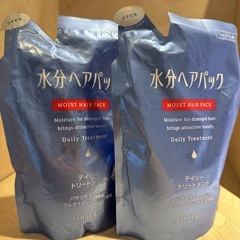 OPEN
水分ヘアパック
MOIST HAIR PACK
Moisture for damaged hair,
brings attractive beauty.
Daily Treatment
デイリー
トリートメント
OPEN
水分ヘアパック
MOIST HAIR PACK
Moisture for damaged hair,
brings attractive beauty.
Daily Treatment
デイリー
トリートメント